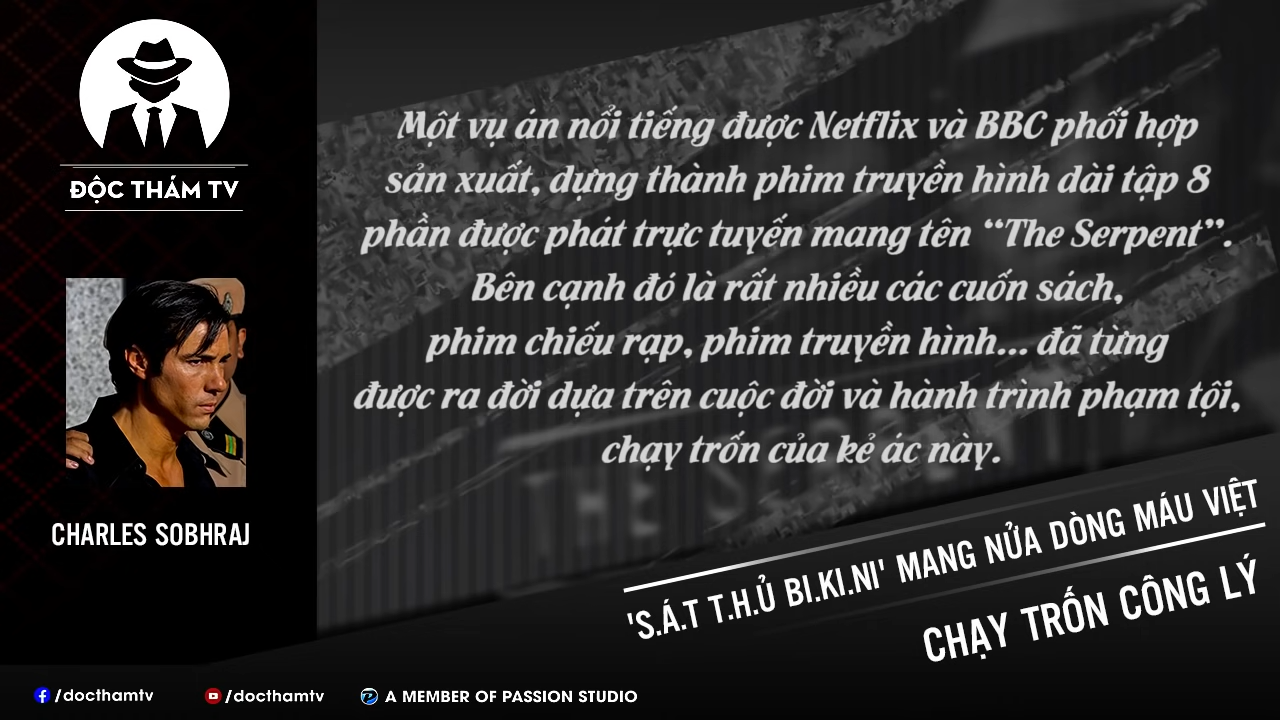 ĐỘC THÁM TV
CHARLES SOBHRAJ
Một vụ án nổi tiếng được Netflix và BBC phối hợp
sản xuất, dựng thành phim truyền hình dài tập 8
phần được phát trực tuyến mang tên “The Serpent”.
Bên cạnh đó là rất nhiều các cuốn sách,
phim chiếu rạp, phim truyền hình... đã từng
được ra đời dựa trên cuộc đời và hành trình phạm tội,
chạy trốn của kẻ ác này.
THE SERPENT
'S.Á.T T.H.Ủ BI.KI.NI' MANG NỬA DÒNG MÁU VIỆT
CHẠY TRỐN CÔNG LÝ
/docthamtv
/docthamtv
A MEMBER OF PASSION STUDIO